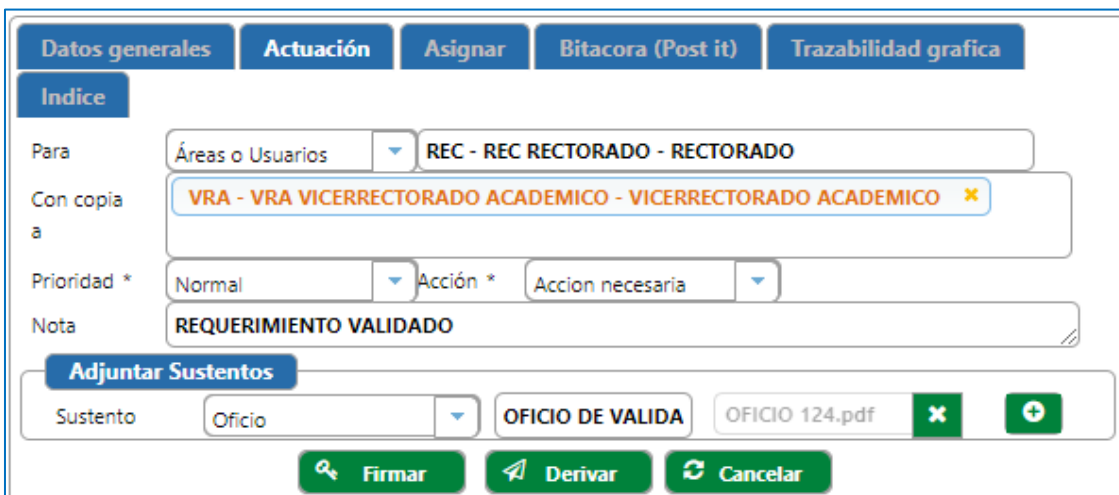 Datos generales Actuación Asignar Bitacora (Post it) Trazabilidad grafica
Indice
Para Áreas o Usuarios REC - REC RECTORADO - RECTORADO
Con copia a VRA - VRA VICERRECTORADO ACADEMICO - VICERRECTORADO ACADEMICO
Prioridad * Normal Acción * Accion necesaria
Nota REQUERIMIENTO VALIDADO
Adjuntar Sustentos
Sustento Oficio OFICIO DE VALIDA OFICIO 124.pdf
Firmar Derivar Cancelar